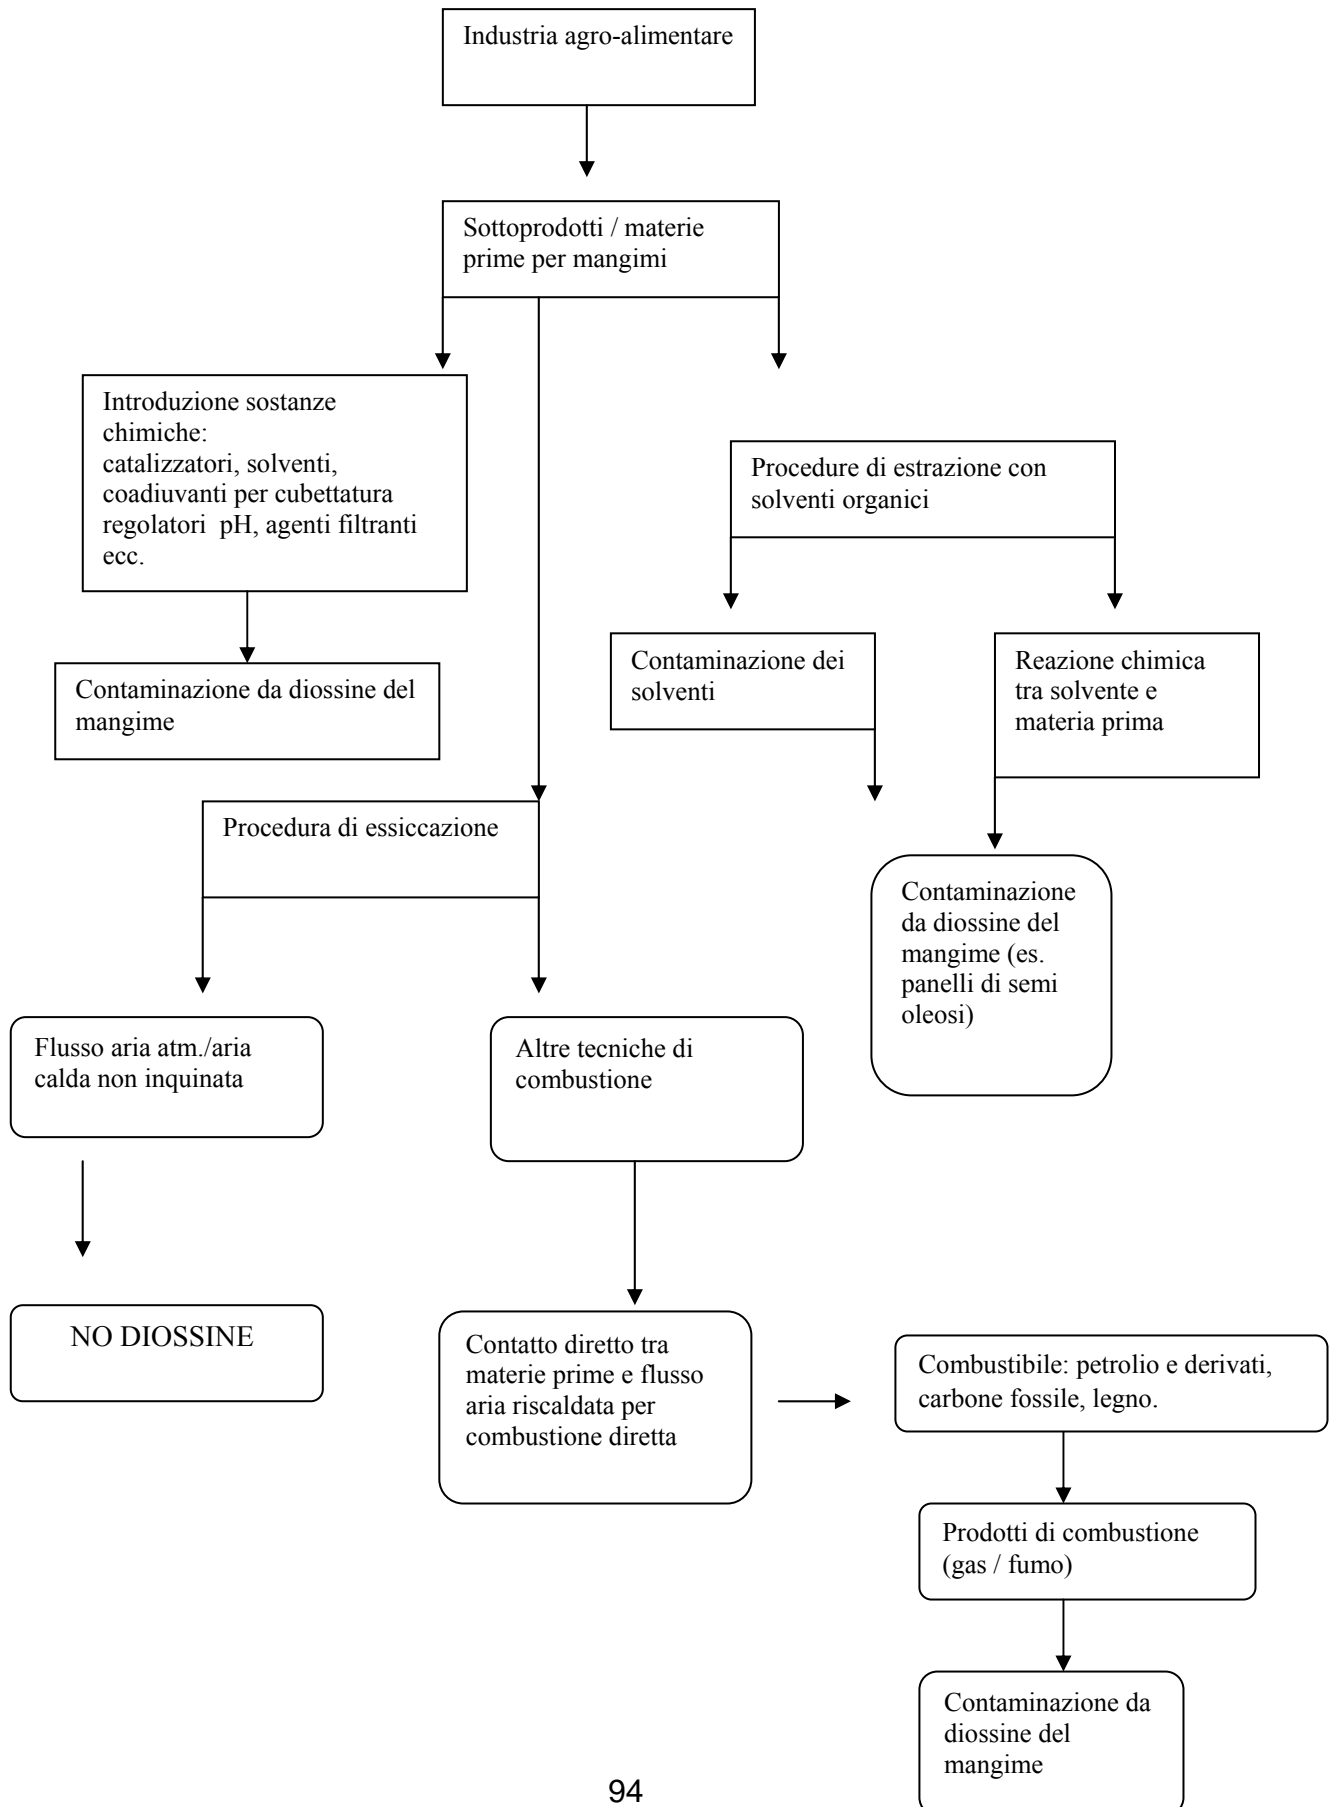 Industria agro-alimentare
Sottoprodotti / materie
prime per mangimi
Introduzione sostanze
chimiche:
catalizzatori, solventi,
coadiuvanti per cubettatura
regolatori  pH, agenti filtranti
ecc.
Procedure di estrazione con
solventi organici
Contaminazione da diossine del
mangime
Contaminazione dei
solventi
Reazione chimica
tra solvente e
materia prima
Procedura di essiccazione
Contaminazione
da diossine del
mangime (es.
panelli di semi
oleosi)
Flusso aria atm./aria
calda non inquinata
Altre tecniche di
combustione
NO DIOSSINE
Contatto diretto tra
materie prime e flusso
aria riscaldata per
combustione diretta
Combustibile: petrolio e derivati,
carbone fossile, legno.
Prodotti di combustione
(gas / fumo)
Contaminazione da
diossine del
mangime
94